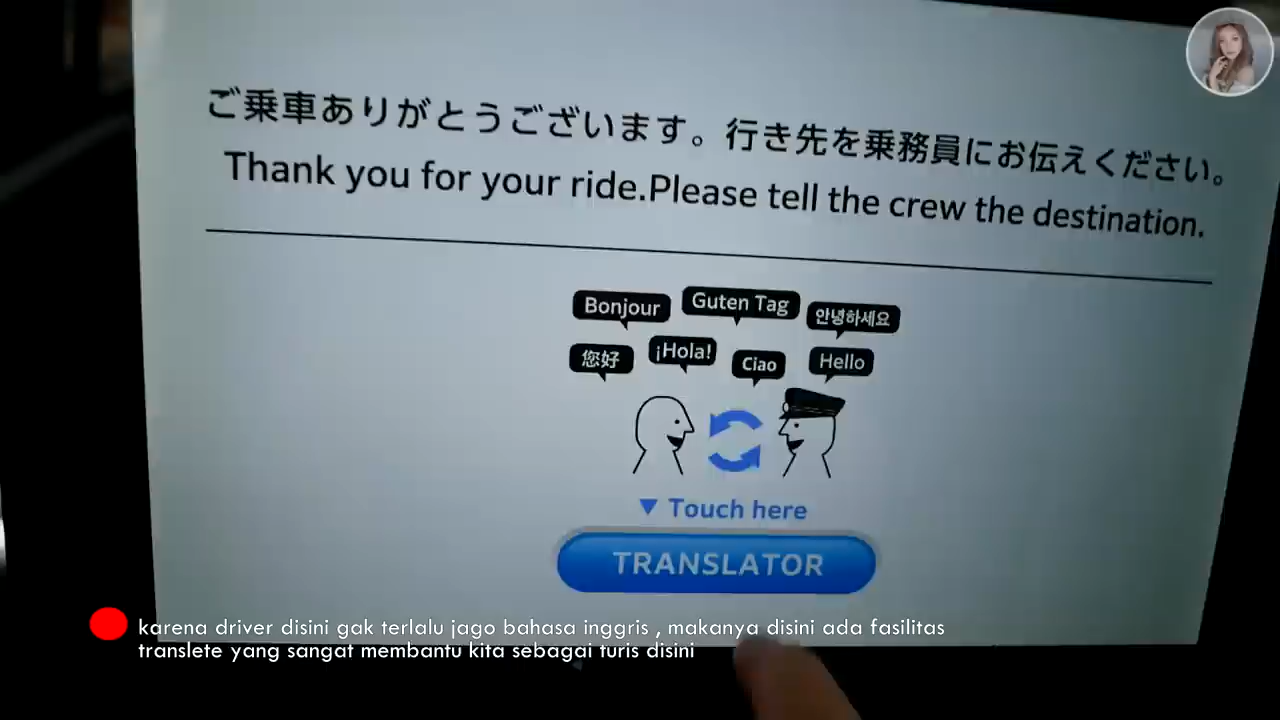 ご乗車ありがとうございます。行き先を乗務員にお伝えください。
Thank you for your ride.Please tell the crew the destination.
Bonjour
Guten Tag
안녕하세요
您好
¡Hola!
Ciao
Hello
▼ Touch here
TRANSLATOR
karena driver disini gak terlalu jago bahasa inggris , makanya disini ada fasilitas
translete yang sangat membantu kita sebagai turis disini